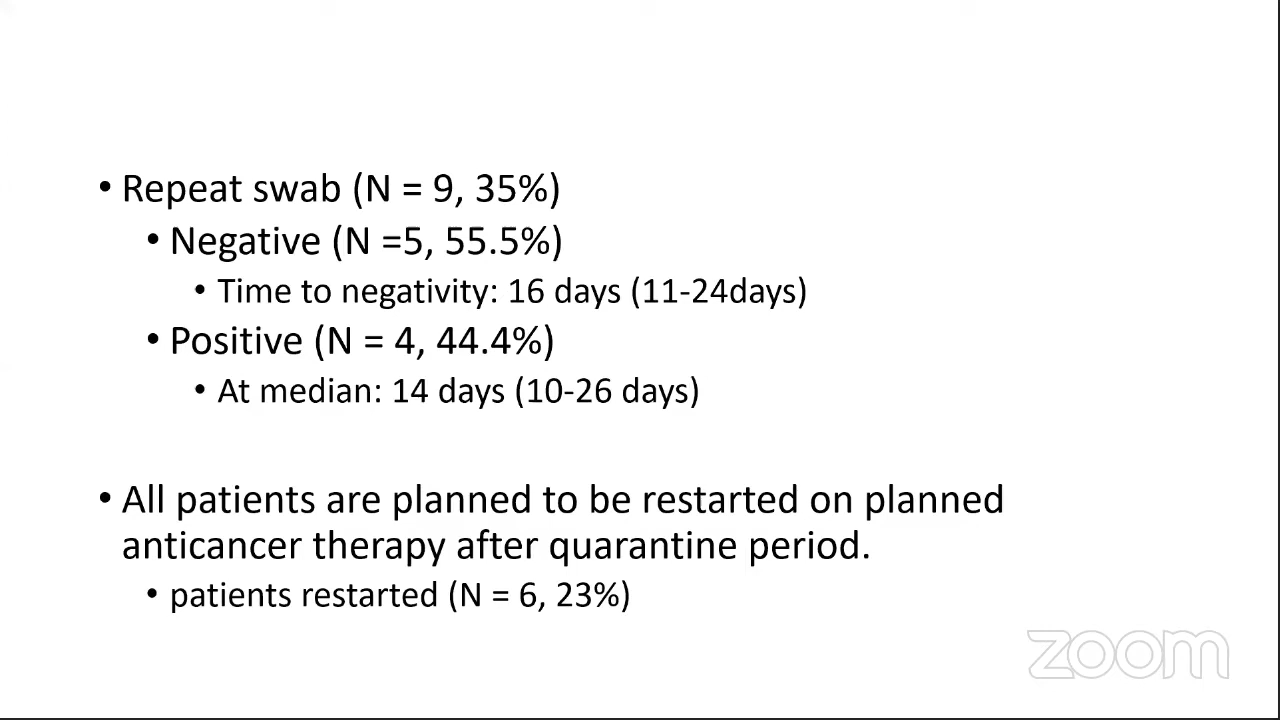 • Repeat swab (N = 9, 35%)
• Negative (N =5, 55.5%)
• Time to negativity: 16 days (11-24days)
• Positive (N = 4, 44.4%)
• At median: 14 days (10-26 days)
• All patients are planned to be restarted on planned
anticancer therapy after quarantine period.
• patients restarted (N = 6, 23%)
zoom